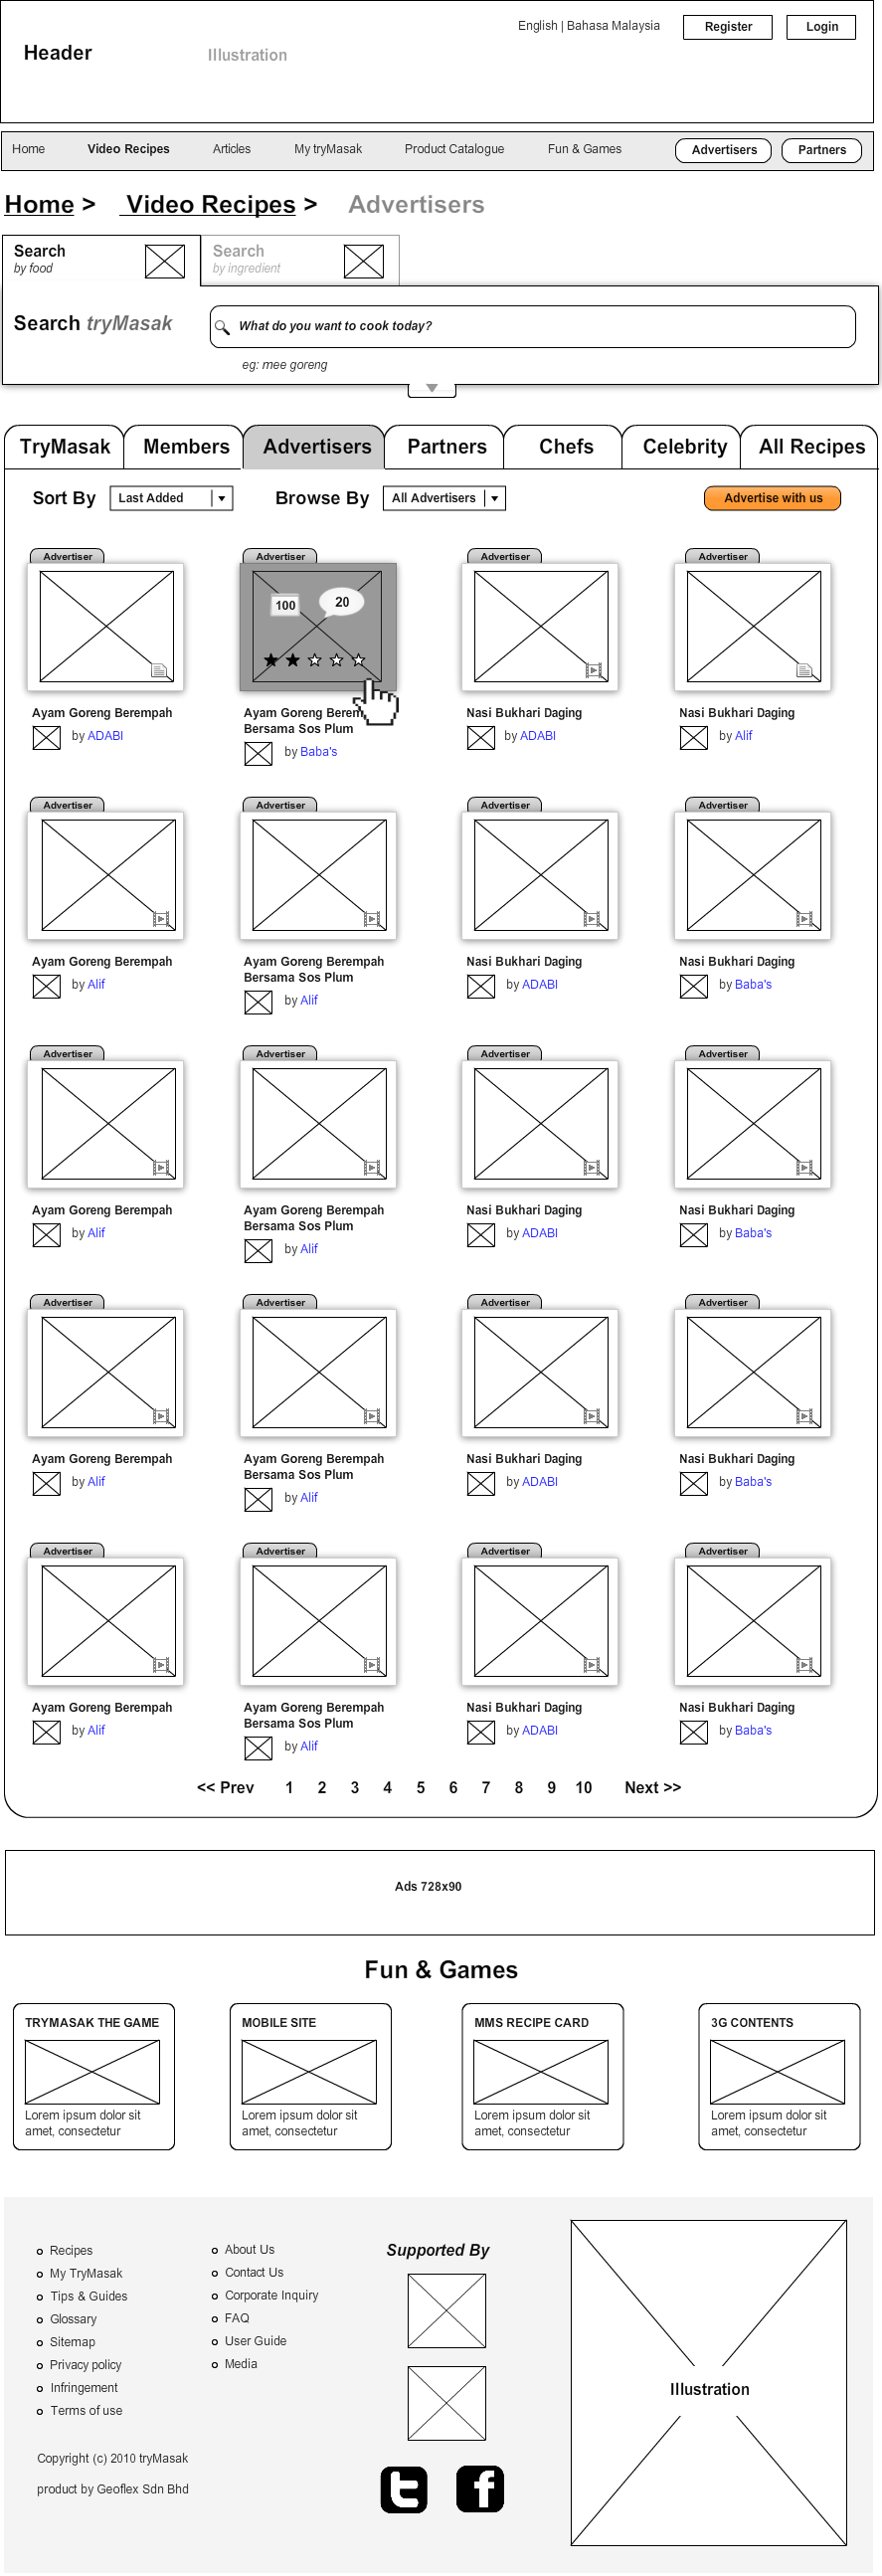 English | Bahasa Malaysia Register Login
Header Illustration
Home Video Recipes Articles My tryMasak Product Catalogue Fun & Games Advertisers Partners
Home > Video Recipes > Advertisers
Search Search
by food by ingredient
Search tryMasak What do you want to cook today?
eg: mee goreng
TryMasak Members Advertisers Partners Chefs Celebrity All Recipes
Sort By Last Added Browse By All Advertisers Advertise with us
Advertiser Advertiser Advertiser Advertiser
100 20
Ayam Goreng Berempah Ayam Goreng Berem Nasi Bukhari Daging Nasi Bukhari Daging
Bersama Sos Plum
by ADABI by Baba's by ADABI by Alif
Advertiser Advertiser Advertiser Advertiser
Ayam Goreng Berempah Ayam Goreng Berempah Nasi Bukhari Daging Nasi Bukhari Daging
Bersama Sos Plum
by Alif by Alif by ADABI by Baba's
Advertiser Advertiser Advertiser Advertiser
Ayam Goreng Berempah Ayam Goreng Berempah Nasi Bukhari Daging Nasi Bukhari Daging
Bersama Sos Plum
by Alif by Alif by ADABI by Baba's
Advertiser Advertiser Advertiser Advertiser
Ayam Goreng Berempah Ayam Goreng Berempah Nasi Bukhari Daging Nasi Bukhari Daging
Bersama Sos Plum
by Alif by Alif by ADABI by Baba's
Advertiser Advertiser Advertiser Advertiser
Ayam Goreng Berempah Ayam Goreng Berempah Nasi Bukhari Daging Nasi Bukhari Daging
Bersama Sos Plum
by Alif by Alif by ADABI by Baba's
<< Prev 1 2 3 4 5 6 7 8 9 10 Next >>
Ads 728x90
Fun & Games
TRYMASAK THE GAME MOBILE SITE MMS RECIPE CARD 3G CONTENTS
Lorem ipsum dolor sit Lorem ipsum dolor sit Lorem ipsum dolor sit Lorem ipsum dolor sit
amet, consectetur amet, consectetur amet, consectetur amet, consectetur
Recipes
My TryMasak
Tips & Guides
Glossary
Sitemap
Privacy policy
Infringement
Terms of use
About Us
Contact Us
Corporate Inquiry
FAQ
User Guide
Media
Supported By
Illustration
Copyright (c) 2010 tryMasak
product by Geoflex Sdn Bhd